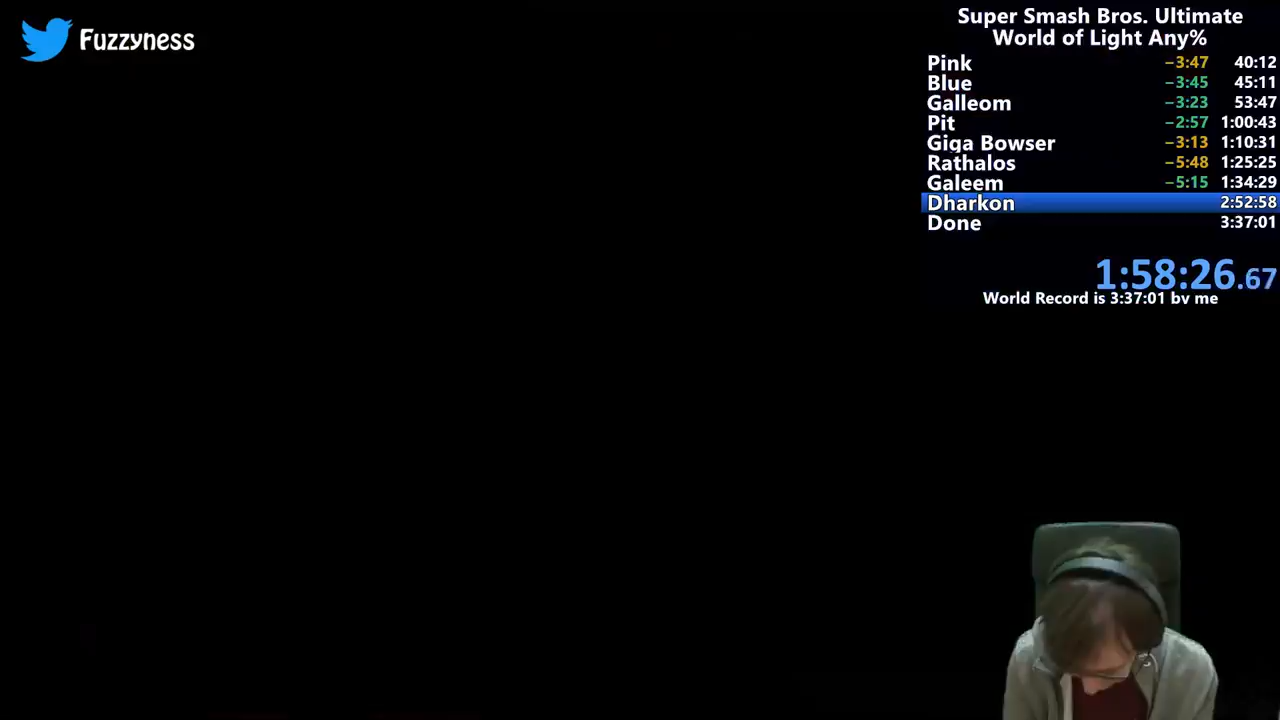 Fuzzyness
Super Smash Bros. Ultimate
World of Light Any%
Pink −3:47 40:12
Blue −3:45 45:11
Galleom −3:23 53:47
Pit −2:57 1:00:43
Giga Bowser −3:13 1:10:31
Rathalos −5:48 1:25:25
Galeem −5:15 1:34:29
Dharkon 2:52:58
Done 3:37:01
1:58:26.67
World Record is 3:37:01 by me